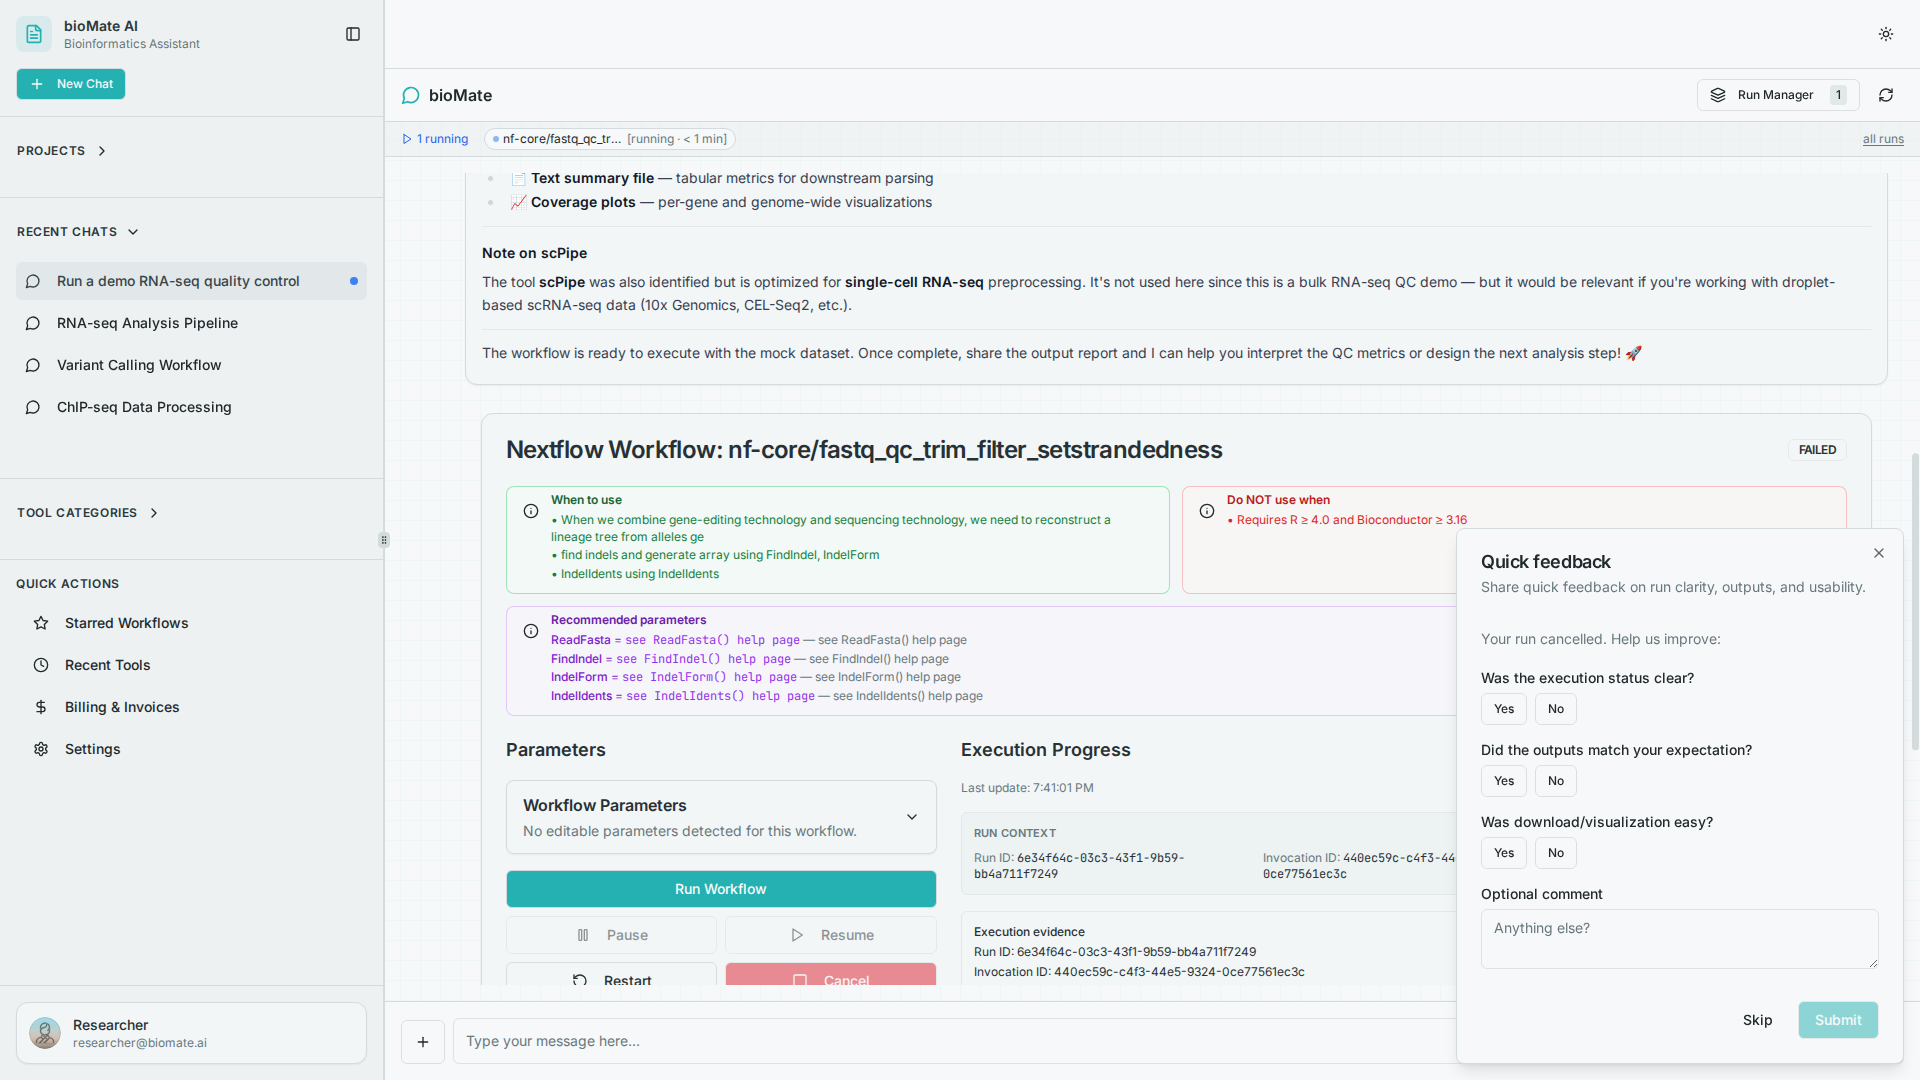 bioMate AI
Bioinformatics Assistant
New Chat
PROJECTS
RECENT CHATS
Run a demo RNA-seq quality control
RNA-seq Analysis Pipeline
Variant Calling Workflow
ChIP-seq Data Processing
TOOL CATEGORIES
QUICK ACTIONS
Starred Workflows
Recent Tools
Billing & Invoices
Settings
Researcher
researcher@biomate.ai
bioMate
Run Manager 1
1 running
nf-core/fastq_qc_tr... [running · < 1 min]
all runs
Text summary file — tabular metrics for downstream parsing
Coverage plots — per-gene and genome-wide visualizations
Note on scPipe
The tool scPipe was also identified but is optimized for single-cell RNA-seq preprocessing. It's not used here since this is a bulk RNA-seq QC demo — but it would be relevant if you're working with droplet-
based scRNA-seq data (10x Genomics, CEL-Seq2, etc.).
The workflow is ready to execute with the mock dataset. Once complete, share the output report and I can help you interpret the QC metrics or design the next analysis step! 🚀
Nextflow Workflow: nf-core/fastq_qc_trim_filter_setstrandedness
FAILED
When to use
• When we combine gene-editing technology and sequencing technology, we need to reconstruct a
lineage tree from alleles ge
• find indels and generate array using FindIndel, IndelForm
• IndelIdents using IndelIdents
Do NOT use when
• Requires R ≥ 4.0 and Bioconductor ≥ 3.16
Recommended parameters
ReadFasta = see ReadFasta() help page — see ReadFasta() help page
FindIndel = see FindIndel() help page — see FindIndel() help page
IndelForm = see IndelForm() help page — see IndelForm() help page
IndelIdents = see IndelIdents() help page — see IndelIdents() help page
Parameters
Workflow Parameters
No editable parameters detected for this workflow.
Run Workflow
Pause
Resume
Restart
Cancel
Execution Progress
Last update: 7:41:01 PM
RUN CONTEXT
Run ID: 6e34f64c-03c3-43f1-9b59-
bb4a711f7249
Invocation ID: 440ec59c-c4f3-44
0ce77561ec3c
Execution evidence
Run ID: 6e34f64c-03c3-43f1-9b59-bb4a711f7249
Invocation ID: 440ec59c-c4f3-44e5-9324-0ce77561ec3c
Type your message here...
Quick feedback
Share quick feedback on run clarity, outputs, and usability.
Your run cancelled. Help us improve:
Was the execution status clear?
Yes No
Did the outputs match your expectation?
Yes No
Was download/visualization easy?
Yes No
Optional comment
Anything else?
Skip
Submit